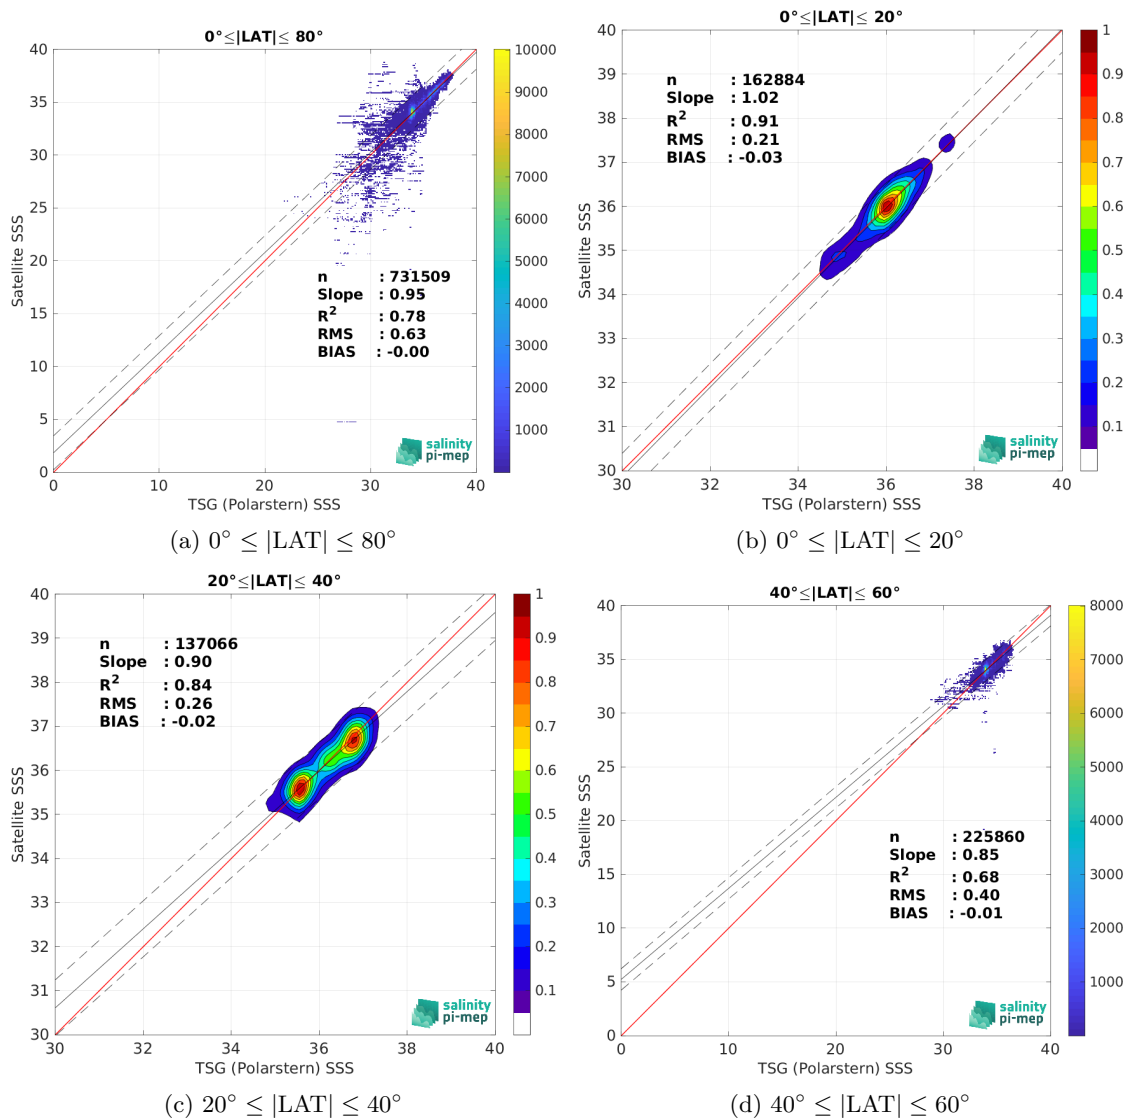 0°≤|LAT|≤ 80°
40
35
30
25
20
15
10
5
0
Satellite SSS
n : 731509
Slope : 0.95
R² : 0.78
RMS : 0.63
BIAS : -0.00
salinity
pi-mep
0 10 20 30 40
TSG (Polarstern) SSS
10000
9000
8000
7000
6000
5000
4000
3000
2000
1000
(a) 0° ≤ |LAT| ≤ 80°
0°≤|LAT|≤ 20°
40
39
38
37
36
35
34
33
32
31
30
Satellite SSS
n : 162884
Slope : 1.02
R² : 0.91
RMS : 0.21
BIAS : -0.03
salinity
pi-mep
30 32 34 36 38 40
TSG (Polarstern) SSS
1
0.9
0.8
0.7
0.6
0.5
0.4
0.3
0.2
0.1
(b) 0° ≤ |LAT| ≤ 20°
20°≤|LAT|≤ 40°
40
39
38
37
36
35
34
33
32
31
30
Satellite SSS
n : 137066
Slope : 0.90
R² : 0.84
RMS : 0.26
BIAS : -0.02
salinity
pi-mep
30 32 34 36 38 40
TSG (Polarstern) SSS
1
0.9
0.8
0.7
0.6
0.5
0.4
0.3
0.2
0.1
(c) 20° ≤ |LAT| ≤ 40°
40°≤|LAT|≤ 60°
40
35
30
25
20
15
10
5
0
Satellite SSS
n : 225860
Slope : 0.85
R² : 0.68
RMS : 0.40
BIAS : -0.01
salinity
pi-mep
0 10 20 30 40
TSG (Polarstern) SSS
8000
7000
6000
5000
4000
3000
2000
1000
(d) 40° ≤ |LAT| ≤ 60°